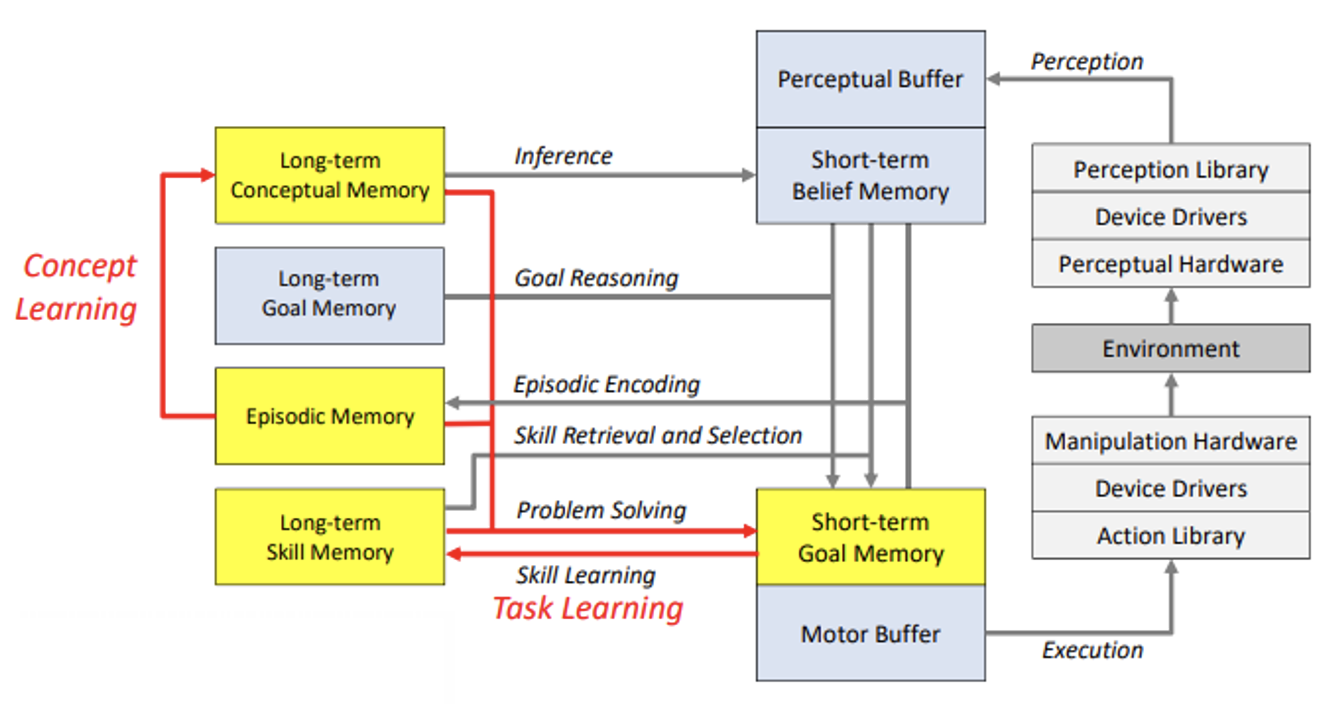 Perceptual Buffer
Perception
Long-term
Conceptual Memory
Inference
Short-term
Belief Memory
Perception Library
Device Drivers
Perceptual Hardware
Concept
Learning
Long-term
Goal Memory
Goal Reasoning
Environment
Episodic Memory
Episodic Encoding
Skill Retrieval and Selection
Manipulation Hardware
Device Drivers
Action Library
Long-term
Skill Memory
Problem Solving
Short-term
Goal Memory
Skill Learning
Task Learning
Motor Buffer
Execution